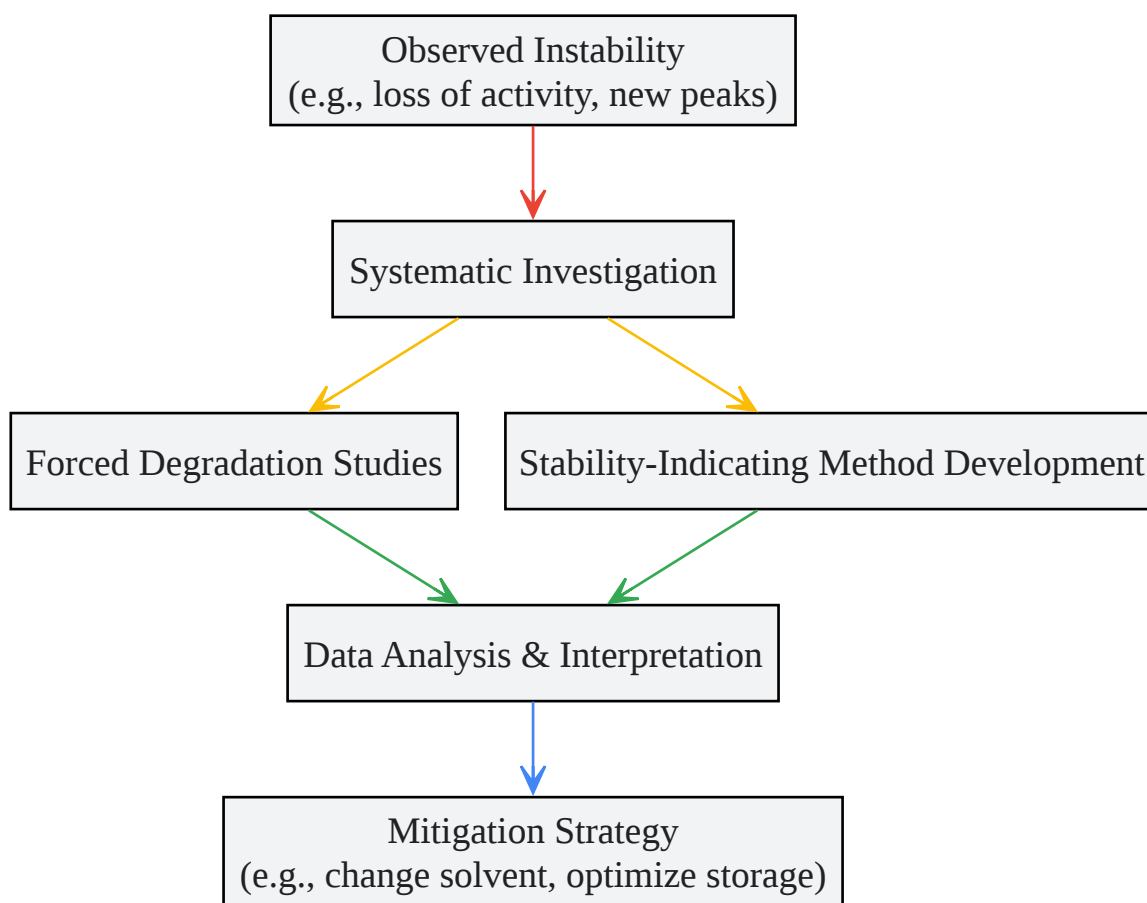 Observed Instability
(e.g., loss of activity, new peaks)
Systematic Investigation
Forced Degradation Studies
Stability-Indicating Method Development
Data Analysis & Interpretation
Mitigation Strategy
(e.g., change solvent, optimize storage)